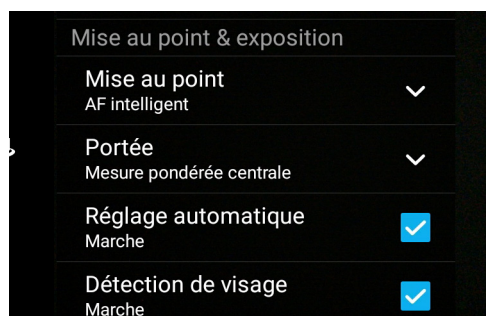 Mise au point & exposition
Mise au point
AF intelligent
Portée
Mesure pondérée centrale
Réglage automatique
Marche
Détection de visage
Marche